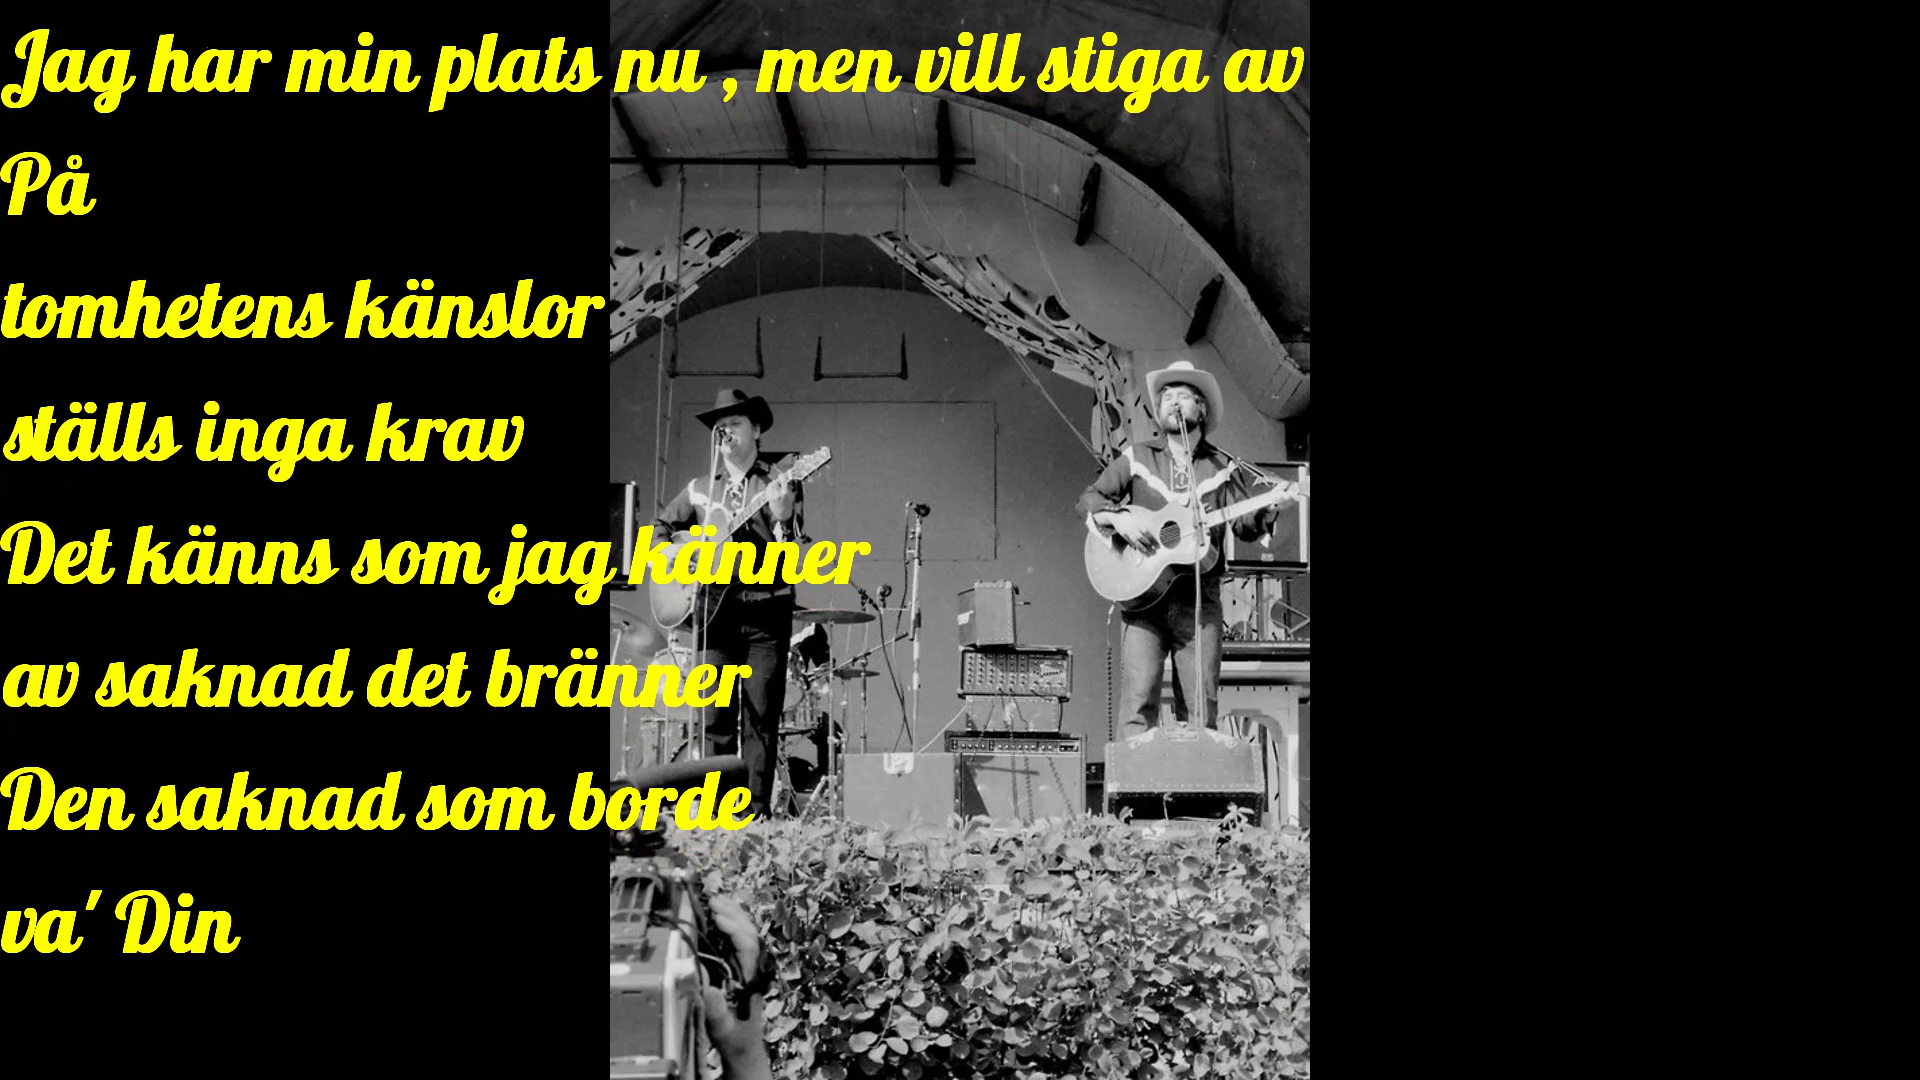 Jag har min plats nu , men vill stiga av
På
tomhetens känslor
ställs inga krav
Det känns som jag känner
av saknad det bränner
Den saknad som borde
va' Din